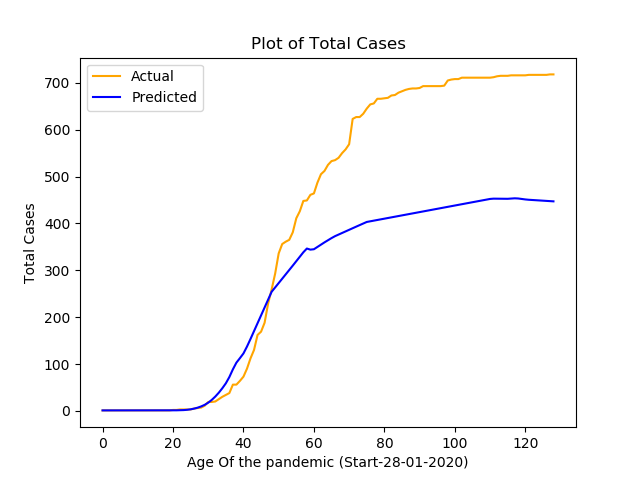 Plot of Total Cases
Actual
Predicted
700
600
500
400
300
200
100
0
Total Cases
0 20 40 60 80 100 120
Age Of the pandemic (Start-28-01-2020)